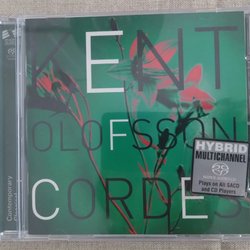 KENT
OLOFSSON
CORDES
HYBRID
MULTICHANNEL
Plays on All SACD
and CD Players
Contemporary